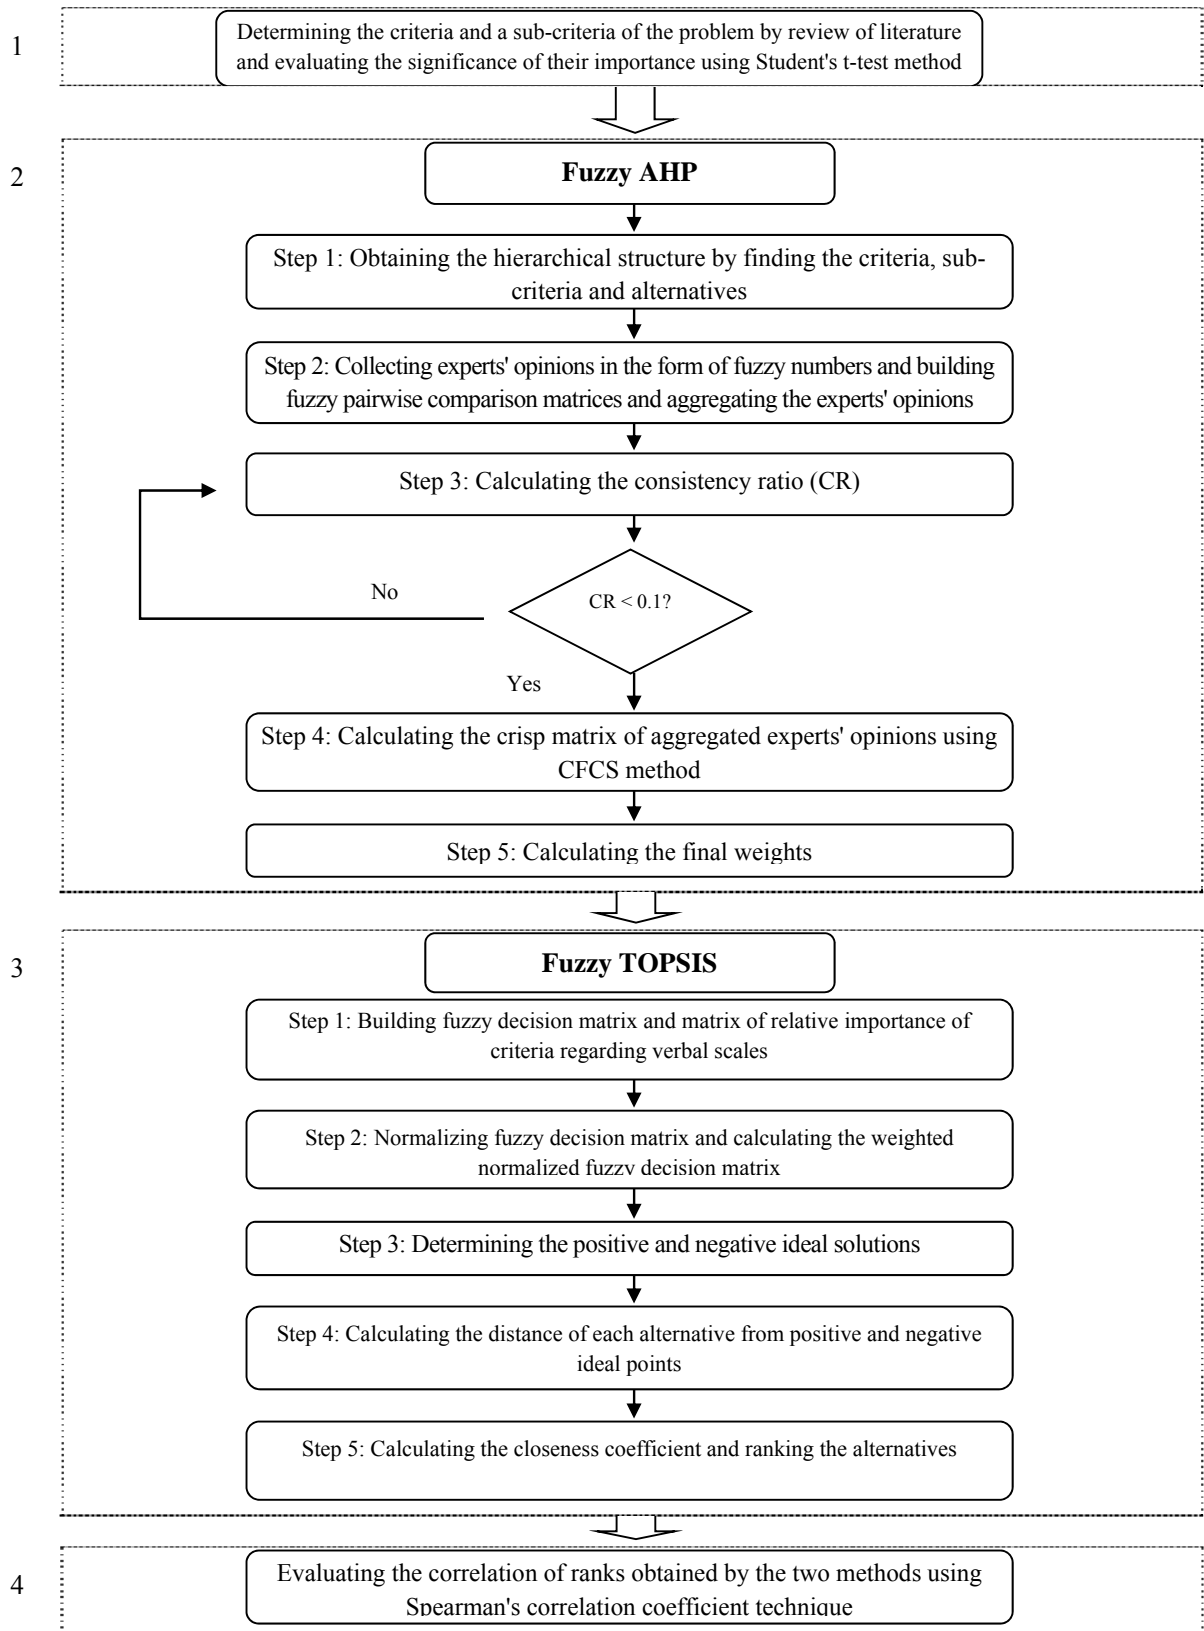 1
Determining the criteria and a sub-criteria of the problem by review of literature
and evaluating the significance of their importance using Student's t-test method
2
Fuzzy AHP
Step 1: Obtaining the hierarchical structure by finding the criteria, sub-
criteria and alternatives
Step 2: Collecting experts' opinions in the form of fuzzy numbers and building
fuzzy pairwise comparison matrices and aggregating the experts' opinions
Step 3: Calculating the consistency ratio (CR)
No
CR < 0.1?
Yes
Step 4: Calculating the crisp matrix of aggregated experts' opinions using
CFCS method
Step 5: Calculating the final weights
3
Fuzzy TOPSIS
Step 1: Building fuzzy decision matrix and matrix of relative importance of
criteria regarding verbal scales
Step 2: Normalizing fuzzy decision matrix and calculating the weighted
normalized fuzzy decision matrix
Step 3: Determining the positive and negative ideal solutions
Step 4: Calculating the distance of each alternative from positive and negative
ideal points
Step 5: Calculating the closeness coefficient and ranking the alternatives
4
Evaluating the correlation of ranks obtained by the two methods using
Spearman's correlation coefficient technique